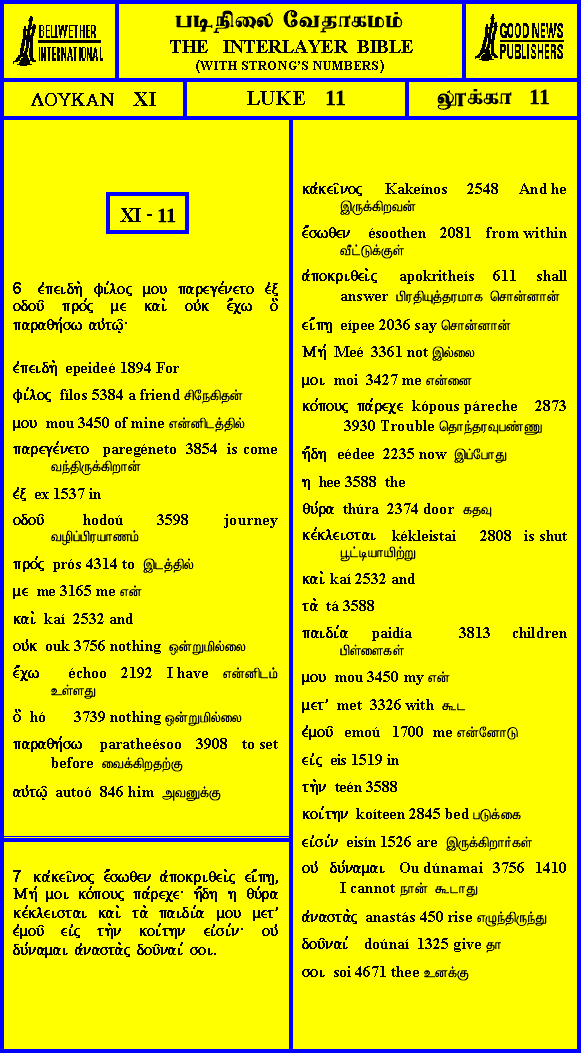 BELLWETHER
INTERNATIONAL
படிநிலை வேதாகமம்
THE INTERLAYER BIBLE
(WITH STRONG'S NUMBERS)
GOOD NEWS
PUBLISHERS
ΛΟΥΚΑΝ XI
LUKE 11
லூக்கா 11
XI - 11
6 ἐπειδὴ φίλος μου παρεγένετο ἐξ
οδοῦ πρός με καὶ οὐκ ἔχω ὃ
παραθήσω αὐτῷ·
ἐπειδὴ epeideé 1894 For
φίλος fílos 5384 a friend சிநேகிதன்
μου mou 3450 of mine என்னிடத்தில்
παρεγένετο paregéneto 3854 is come
வந்திருக்கிறான்
ἐξ ex 1537 in
οδοῦ hodoú 3598 journey
வழிப்பிரயாணம்
πρός prós 4314 to இடத்தில்
με me 3165 me என்
καὶ kaí 2532 and
οὐκ ouk 3756 nothing ஒன்றுமில்லை
ἔχω échoo 2192 I have என்னிடம்
உள்ளது
ὃ hó 3739 nothing ஒன்றுமில்லை
παραθήσω paratheésoo 3908 to set
before வைக்கிறதற்கு
αὐτῷ autoó 846 him அவனுக்கு
7 κἀκεῖνος ἔσωθεν ἀποκριθεὶς εἴπῃ,
Μή μοι κόπους πάρεχε· ἤδη η θύρα
κέκλεισται καὶ τὰ παιδία μου μετ’
ἐμοῦ εἰς τὴν κοίτην εἰσίν· οὐ
δύναμαι ἀναστὰς δοῦναί σοι..
κἀκεῖνος Kakeínos 2548 And he
இருக்கிறவன்
ἔσωθεν ésoothen 2081 from within
வீட்டுக்குள்
ἀποκριθεὶς apokritheís 611 shall
answer பிரதியுத்தரமாக சொன்னான்
εἴπῃ eípee 2036 say சொன்னான்
Μή Meé 3361 not இல்லை
μοι moi 3427 me என்னை
κόπους πάρεχε kópous páreche 2873
3930 Trouble தொந்தரவுபண்ணு
ἤδη eédee 2235 now இப்போது
η hee 3588 the
θύρα thúra 2374 door கதவு
κέκλεισται kékleistai 2808 is shut
பூட்டியாயிற்று
καὶ kaí 2532 and
τὰ tá 3588
παιδία paidía 3813 children
பிள்ளைகள்
μου mou 3450 my என்
μετ’ met 3326 with கூட
ἐμοῦ emoú 1700 me என்னோடு
εἰς eis 1519 in
τὴν teén 3588
κοίτην koíteen 2845 bed படுக்கை
εἰσίν eisín 1526 are இருக்கிறார்கள்
οὐ δύναμαι Ou dúnamai 3756 1410
I cannot நான் கூடாது
ἀναστὰς anastás 450 rise எழுந்திருந்து
δοῦναί doúnaí 1325 give தா
σοι soi 4671 thee உனக்கு